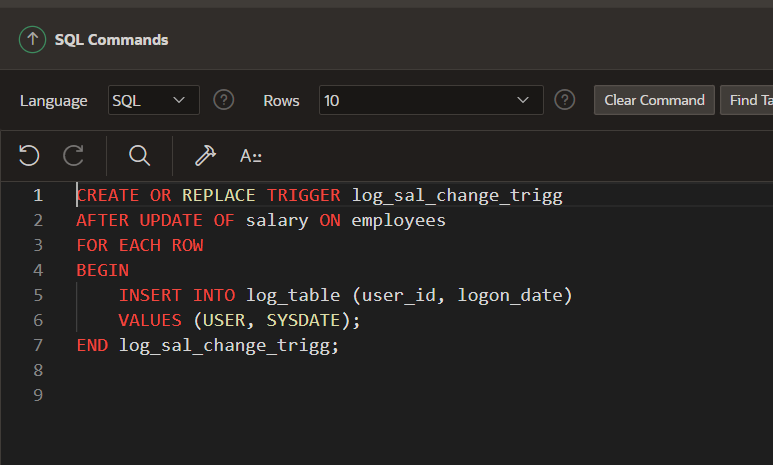 SQL Commands
Language SQL Rows 10 Clear Command Find Ta
A::
1 CREATE OR REPLACE TRIGGER log_sal_change_trigg
2 AFTER UPDATE OF salary ON employees
3 FOR EACH ROW
4 BEGIN
5 INSERT INTO log_table (user_id, logon_date)
6 VALUES (USER, SYSDATE);
7 END log_sal_change_trigg;
8
9